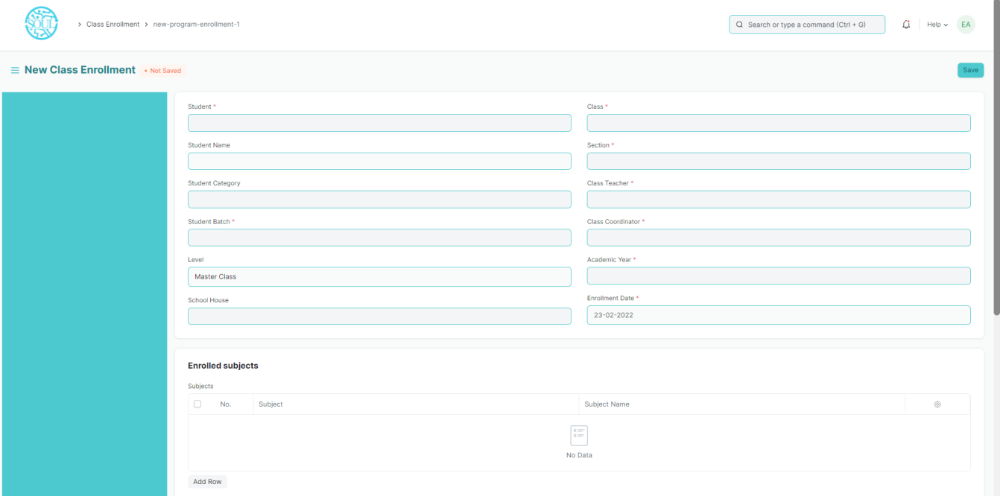 SOUL
> Class Enrollment > new-program-enrollment-1
Search or type a command (Ctrl + G)
Help
EA
New Class Enrollment
• Not Saved
Save
Student *
Class *
Student Name
Section *
Student Category
Class Teacher *
Student Batch *
Class Coordinator *
Level
Master Class
Academic Year *
School House
Enrollment Date *
23-02-2022
Enrolled subjects
Subjects
No.
Subject
Subject Name
No Data
Add Row